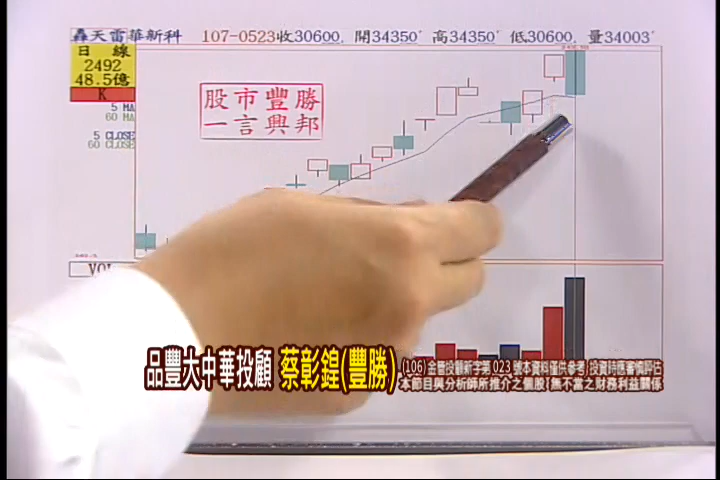 轟天雷華新科 107-0523收30600. 開34350' 高34350' 低30600. 量34003'
日 線
2492
48.5億
K
5 MA
60 MA
5 CLOSE
60 CLOSE
股市豐勝
一言興邦
VOL
品豐大中華投顧 蔡彰鍠(豐勝)
(106)金管投顧新字第 023 號本資料僅供參考,投資時應審慎評估
本節目與分析師所推介之個股,無不當之財務利益關係